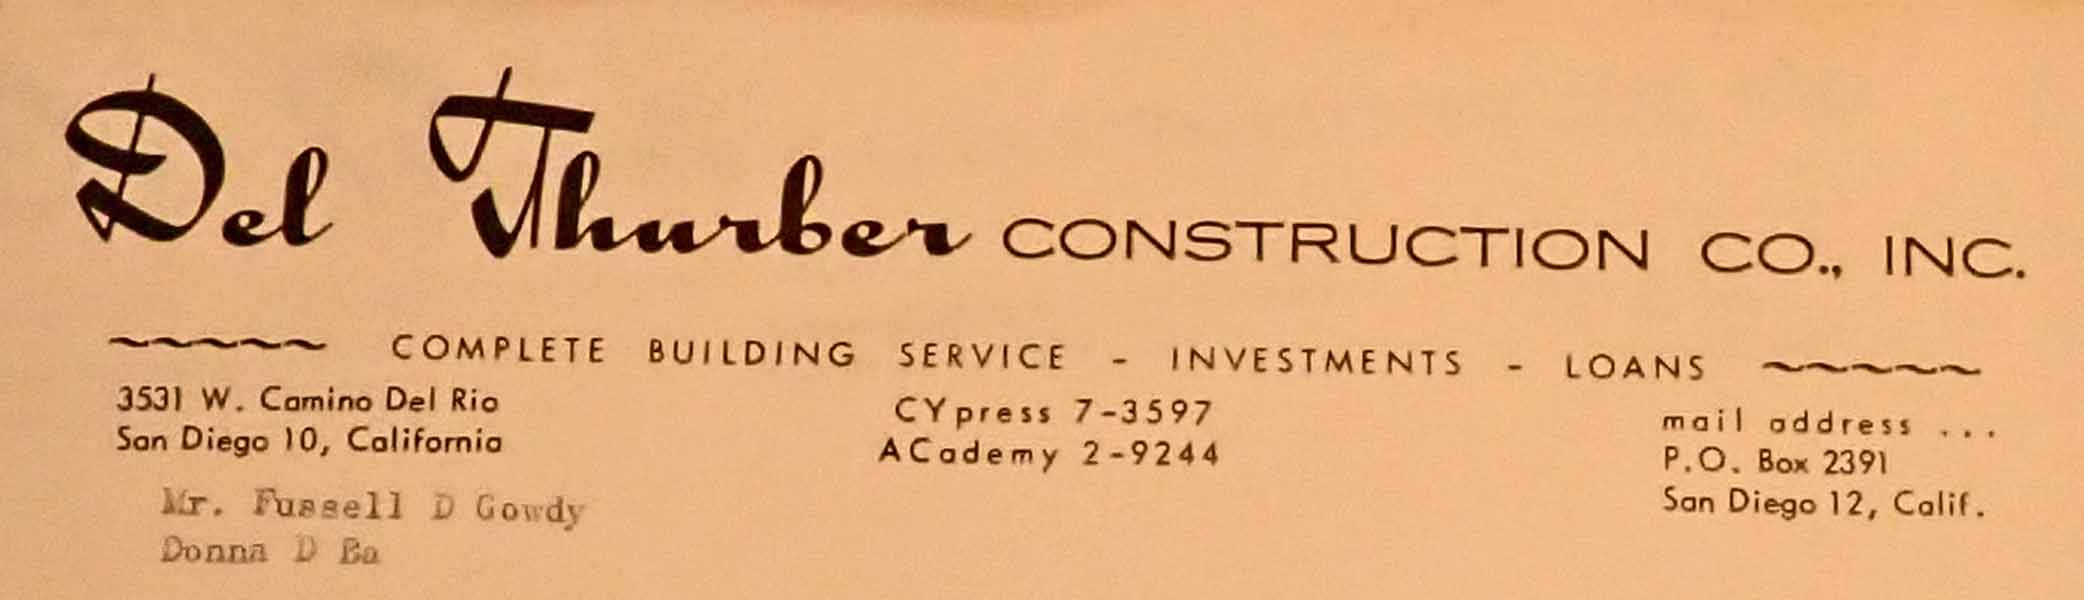 Del Thurber CONSTRUCTION CO., INC.
COMPLETE BUILDING SERVICE - INVESTMENTS - LOANS
3531 W. Camino Del Rio
San Diego 10, California
CYpress 7-3597
ACademy 2-9244
mail address ...
P.O. Box 2391
San Diego 12, Calif.
Mr. Fussell D Gowdy
Donna D Ba